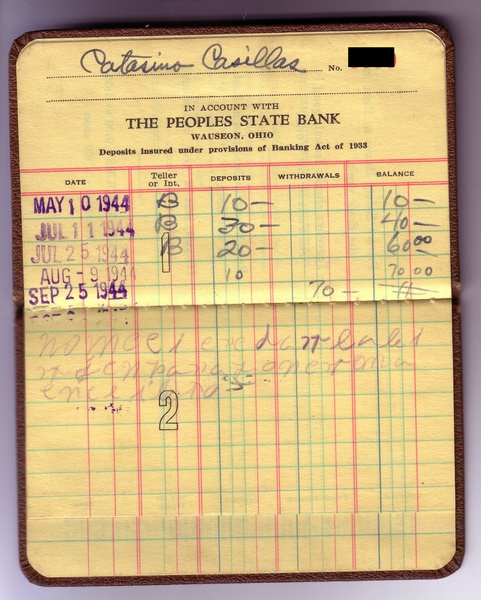 Catasino Casillas No.
IN ACCOUNT WITH
THE PEOPLES STATE BANK
WAUSEON, OHIO
Deposits insured under provisions of Banking Act of 1933
DATE Teller or Int. DEPOSITS WITHDRAWALS BALANCE
MAY 10 1944 B 10— 10—
JUL 11 1944 B 30— 40—
JUL 25 1944 B 20— 60 00
AUG -9 1944 10 70 00
SEP 25 1944 70—
1
2